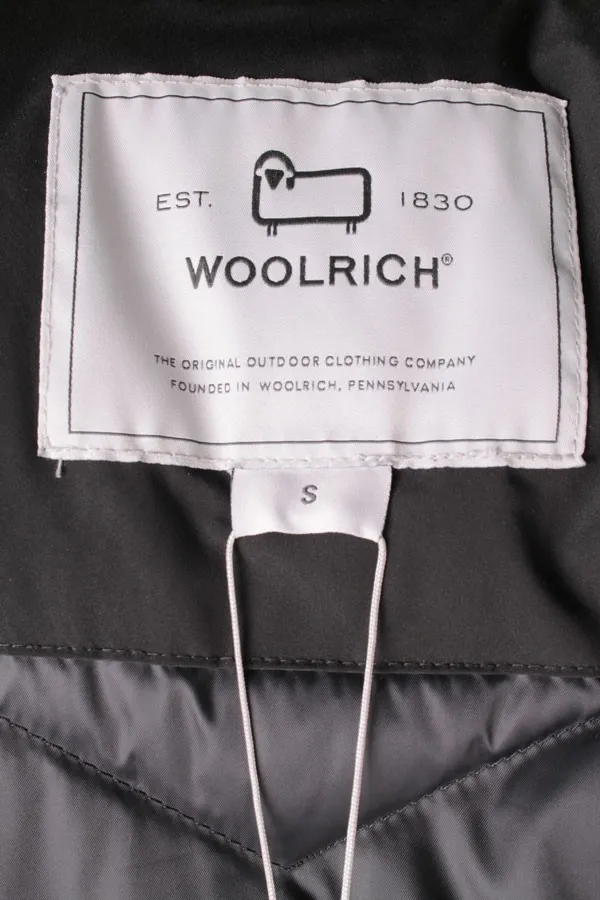 EST. 1830
WOOLRICH®
THE ORIGINAL OUTDOOR CLOTHING COMPANY
FOUNDED IN WOOLRICH, PENNSYLVANIA
S